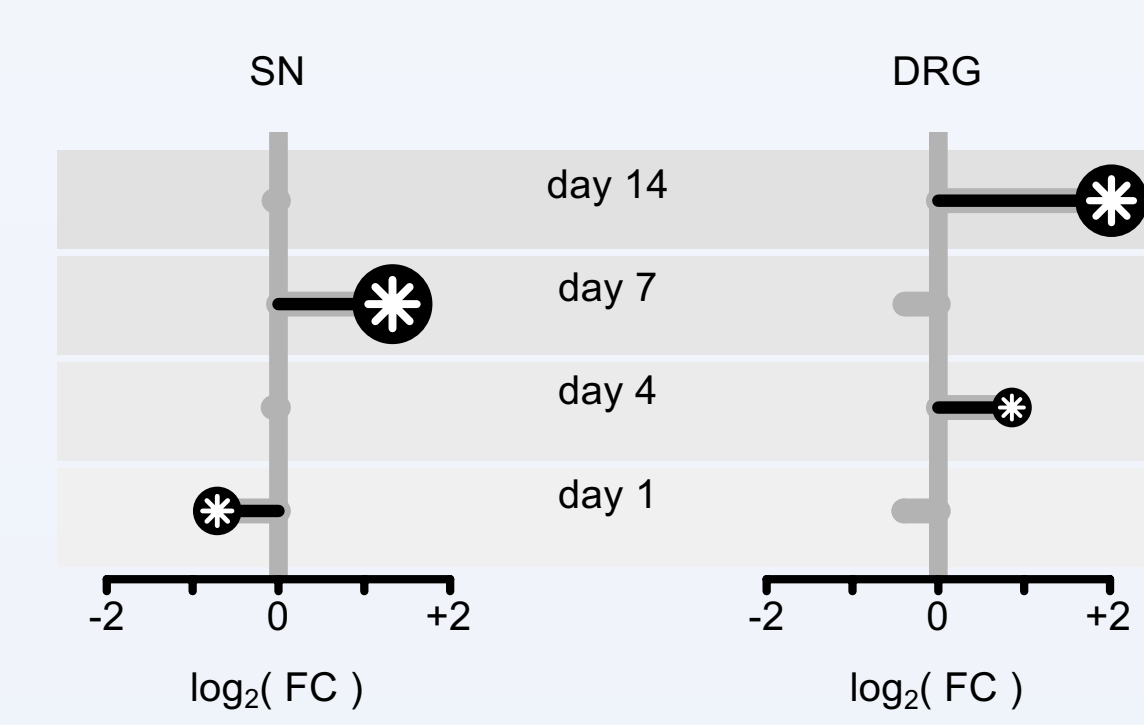 SN DRG
day 14
day 7
day 4
day 1
-2 0 +2 -2 0 +2
log₂( FC ) log₂( FC )